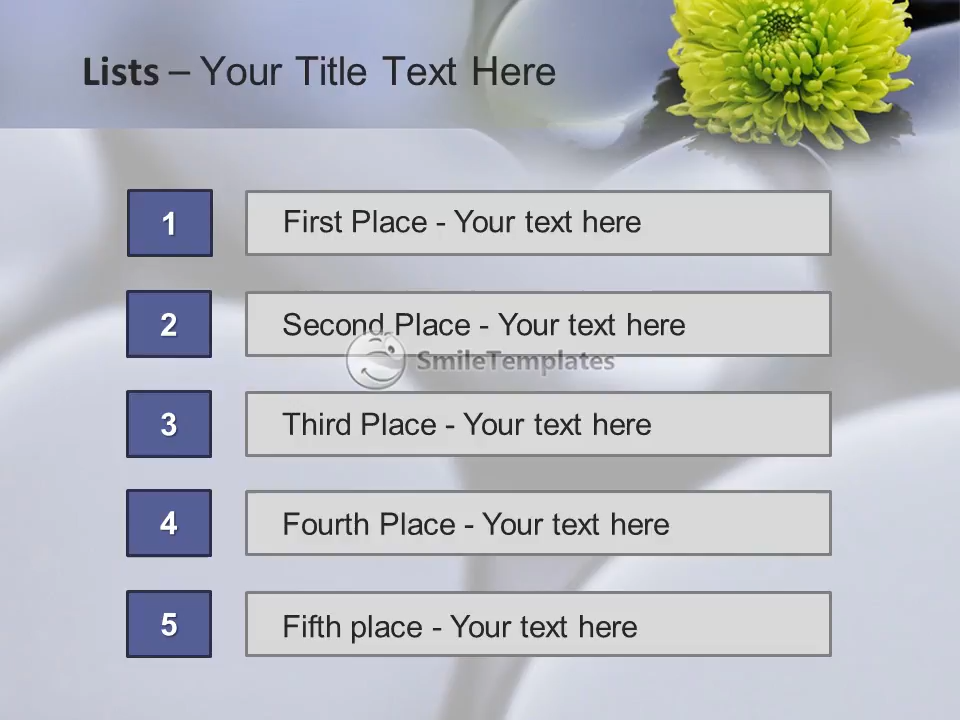 Lists – Your Title Text Here
1
First Place - Your text here
2
Second Place - Your text here
SmileTemplates
3
Third Place - Your text here
4
Fourth Place - Your text here
5
Fifth place - Your text here